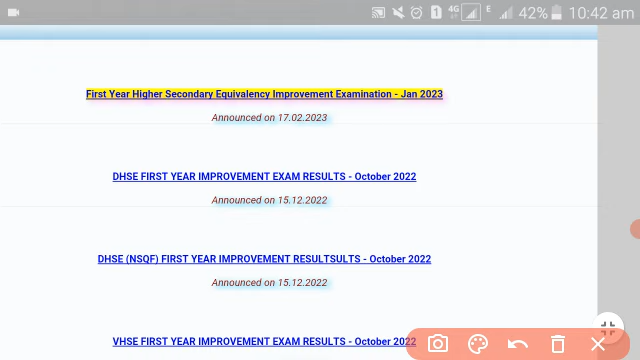 4G E 42% 10:42 am
1
First Year Higher Secondary Equivalency Improvement Examination - Jan 2023
Announced on 17.02.2023
DHSE FIRST YEAR IMPROVEMENT EXAM RESULTS - October 2022
Announced on 15.12.2022
DHSE (NSQF) FIRST YEAR IMPROVEMENT RESULTSULTS - October 2022
Announced on 15.12.2022
VHSE FIRST YEAR IMPROVEMENT EXAM RESULTS - October 2022